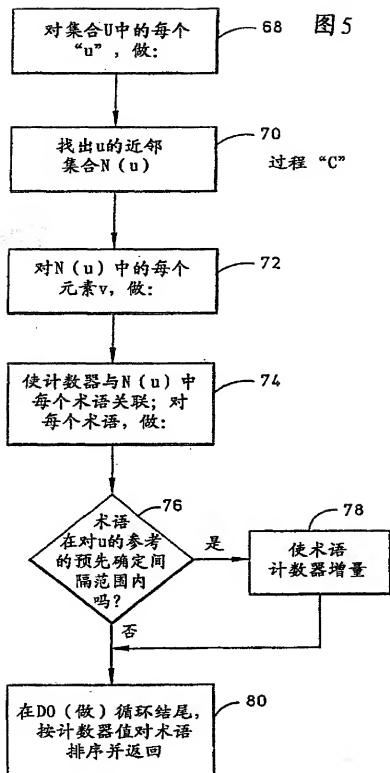 对集合U中的每个
“u”，做：
68
图5
找出u的近邻
集合N（u）
70
过程“C”
对N（u）中的每个
元素v，做：
72
使计数器与N（u）中
每个术语关联；对
每个术语，做：
74
术语
在对u的参考
的预先确定间
隔范围内
吗？
76
是
78
使术语
计数器增量
否
在DO（做）循环结尾，
按计数器值对术语
排序并返回
80